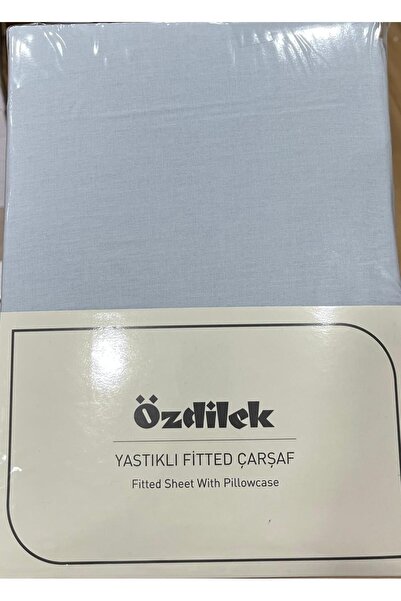 Özdilek
YASTIKLI FİTTED ÇARŞAF
Fitted Sheet With Pillowcase